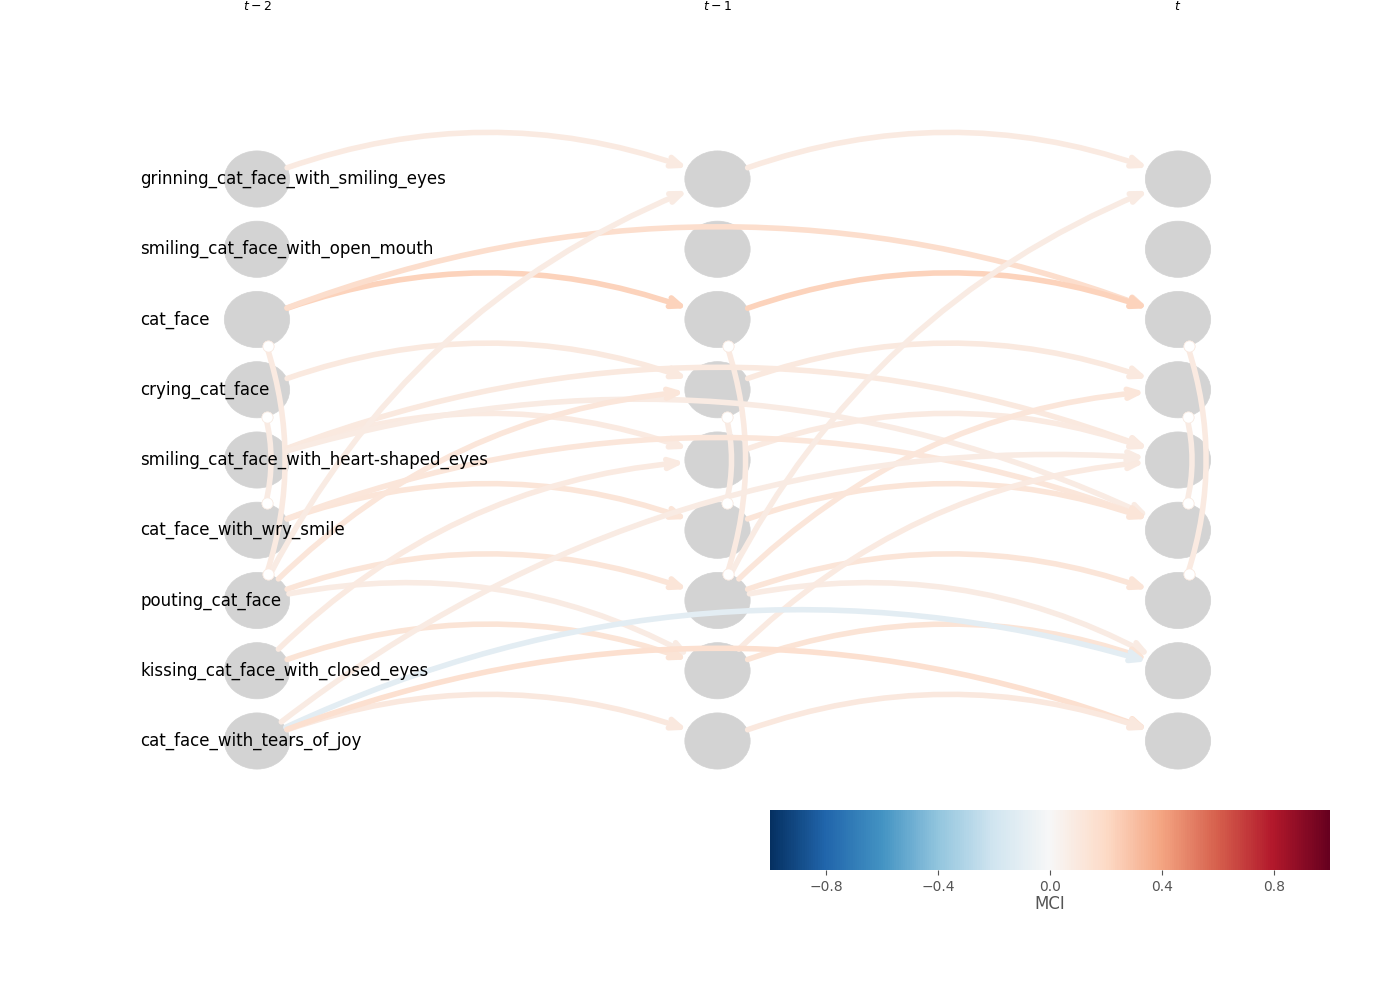 t − 2 t − 1 t
grinning_cat_face_with_smiling_eyes
smiling_cat_face_with_open_mouth
cat_face
crying_cat_face
smiling_cat_face_with_heart-shaped_eyes
cat_face_with_wry_smile
pouting_cat_face
kissing_cat_face_with_closed_eyes
cat_face_with_tears_of_joy
−0.8 −0.4 0.0 0.4 0.8
MCI